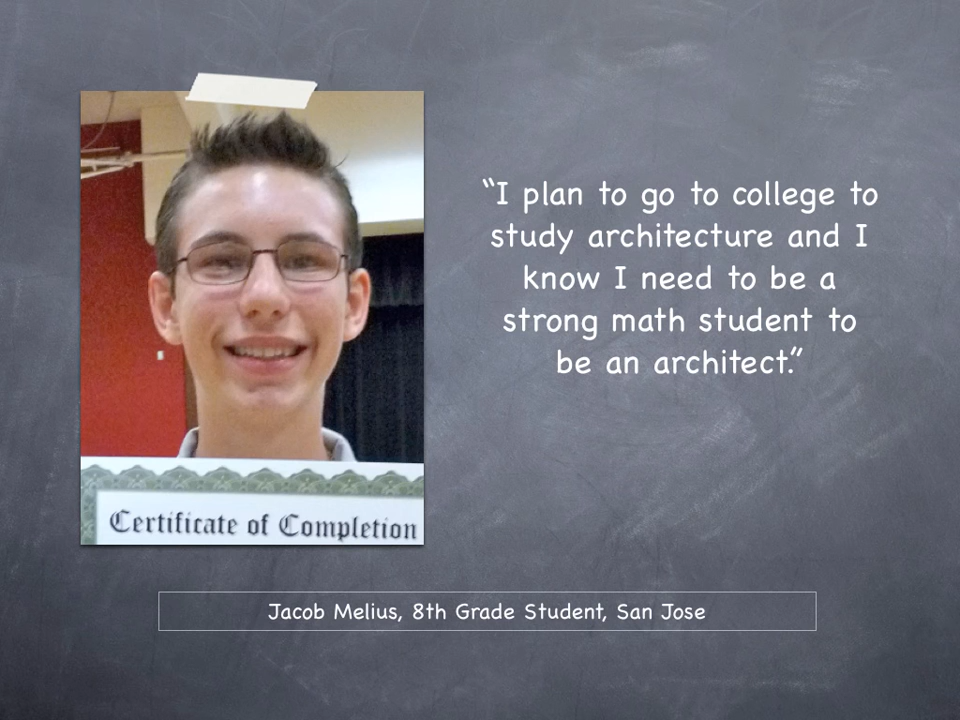 “I plan to go to college to
study architecture and I
know I need to be a
strong math student to
be an architect.”
Certificate of Completion
Jacob Melius, 8th Grade Student, San Jose